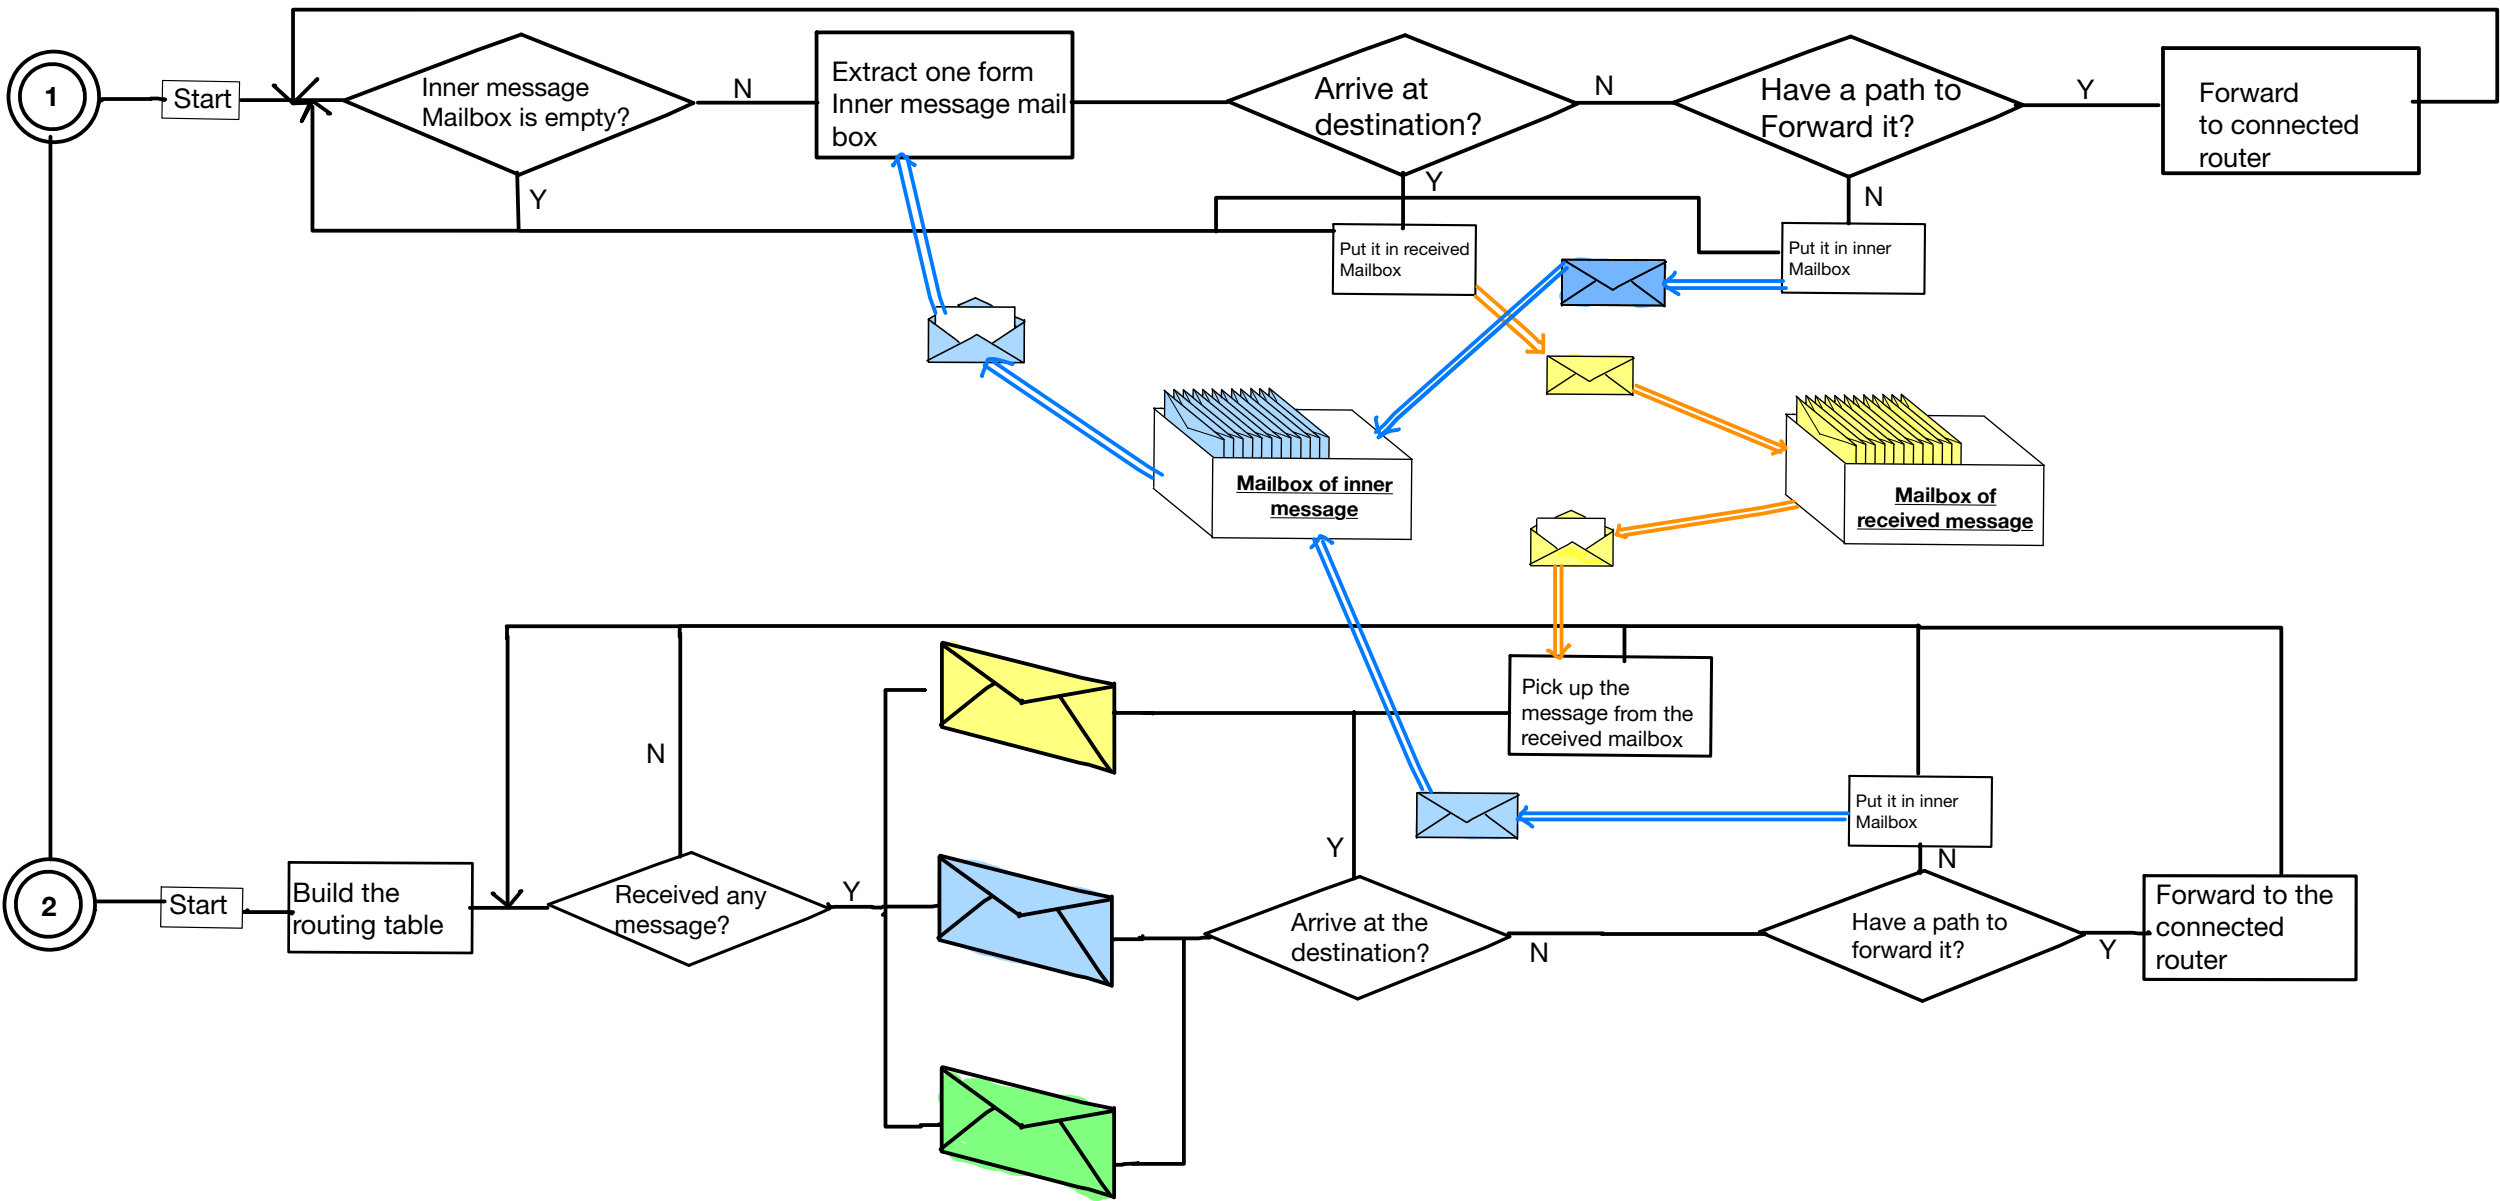 1
Start
Inner message
Mailbox is empty?
N
Y
Extract one form
Inner message mail
box
Arrive at
destination?
N
Y
Have a path to
Forward it?
Y
N
Forward
to connected
router
Put it in received
Mailbox
Put it in inner
Mailbox
Mailbox of inner
message
Mailbox of
received message
2
Start
Build the
routing table
Received any
message?
N
Y
Pick up the
message from the
received mailbox
Arrive at the
destination?
Y
N
Put it in inner
Mailbox
N
Have a path to
forward it?
Y
Forward to the
connected
router